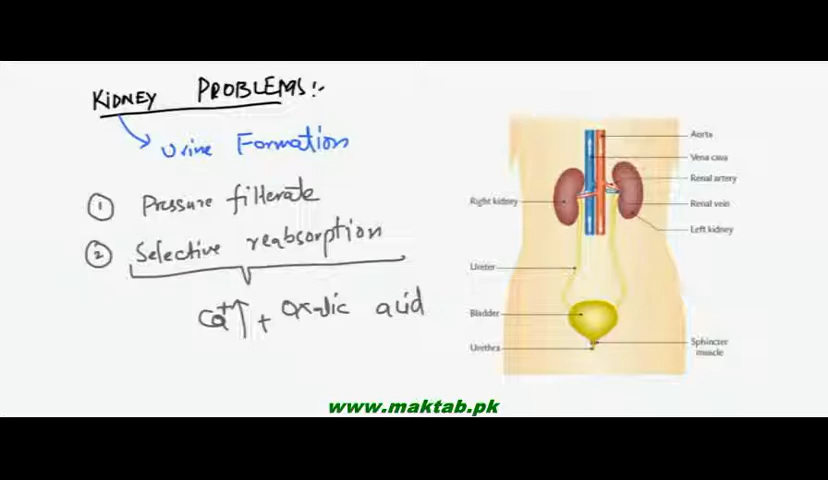 KIDNEY PROBLEMS:-
Urine Formation
① Pressure filterate
② Selective reabsorption
Ca++↑ + Oxalic acid
Aorta
Vena cava
Renal artery
Right kidney
Renal vein
Left kidney
Ureter
Bladder
Urethra
Sphincter
muscle
www.maktab.pk